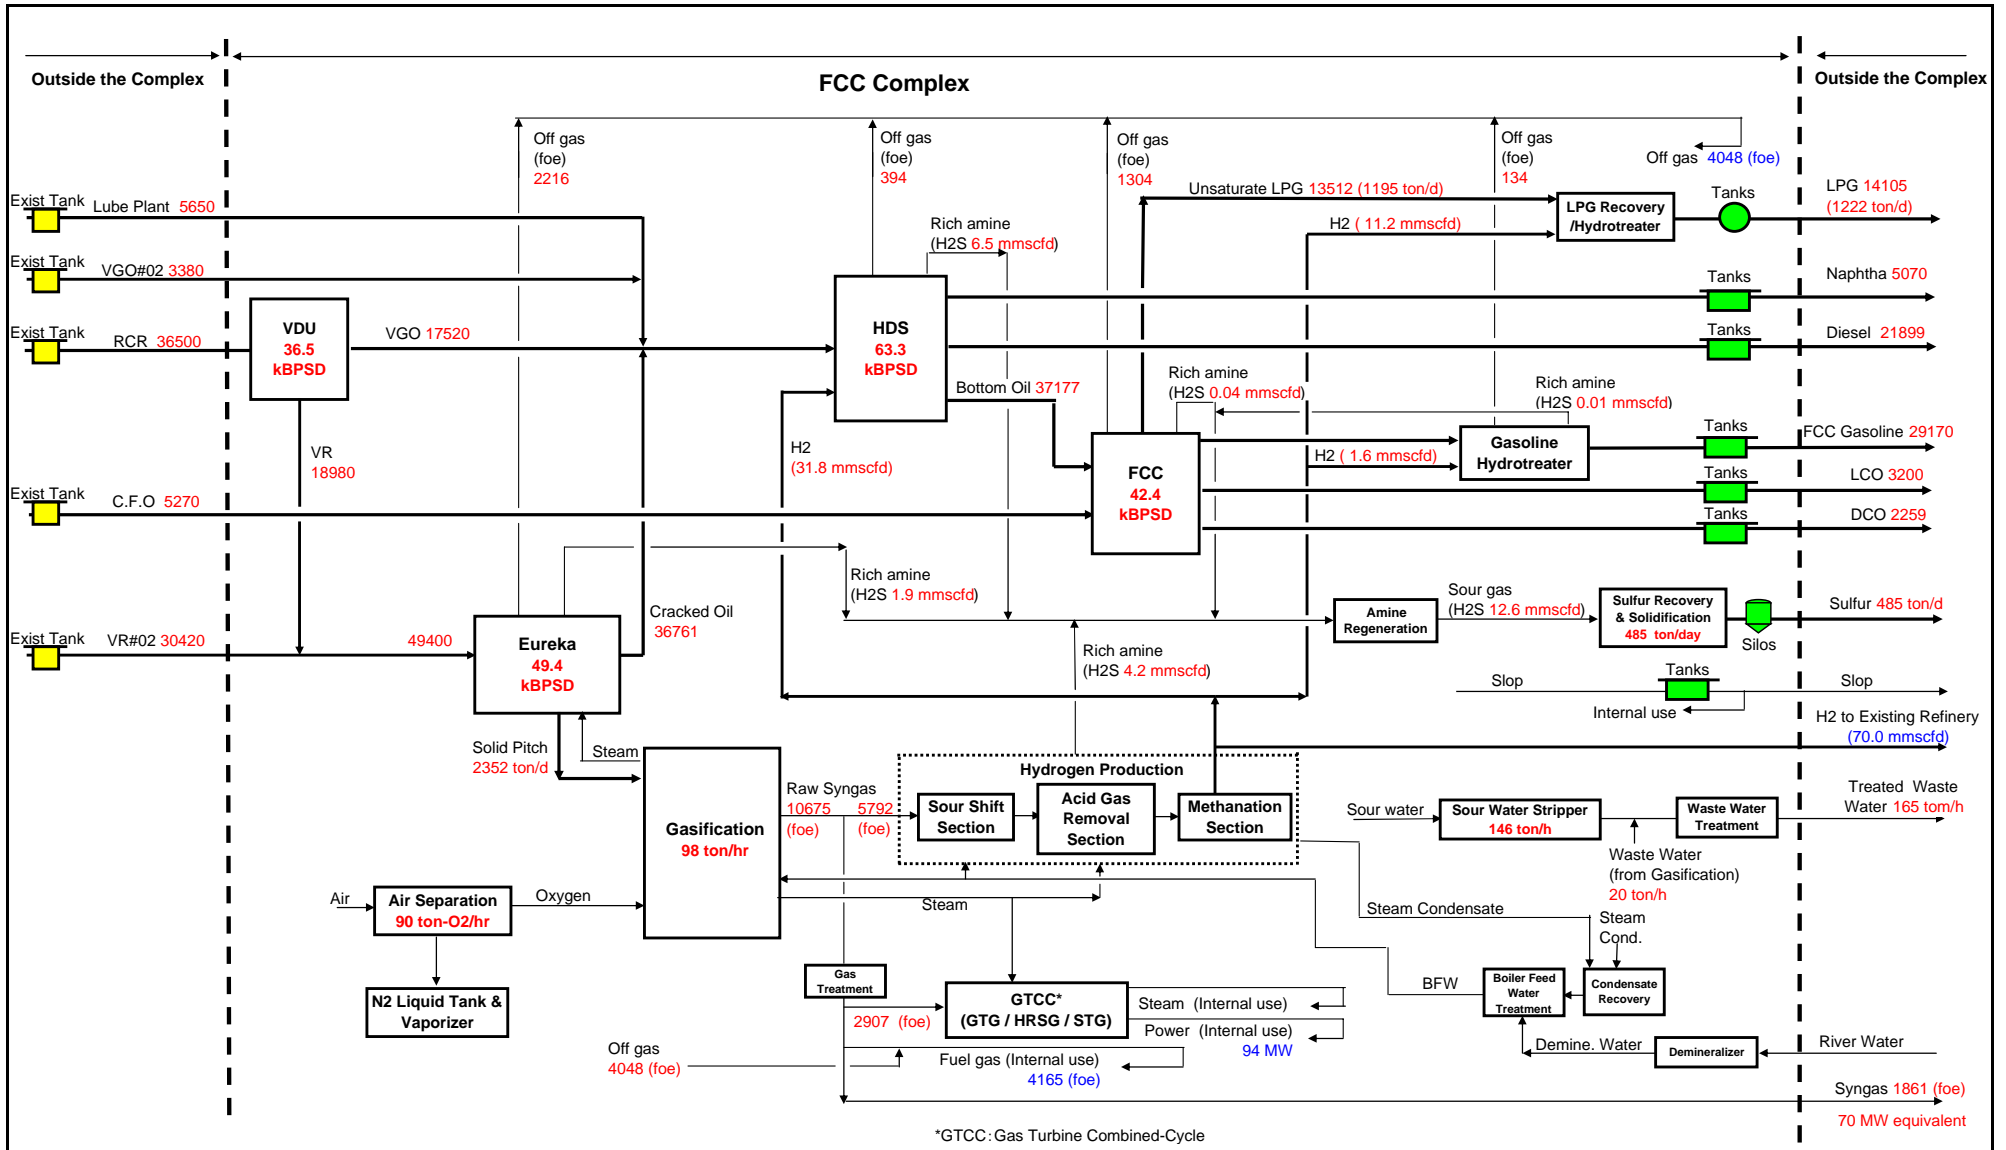 Outside the Complex
FCC Complex
Outside the Complex
Off gas
(foe)
2216
Off gas
(foe)
394
Off gas
(foe)
1304
Off gas
(foe)
134
Off gas 4048 (foe)
Exist Tank
Lube Plant 5650
Unsaturate LPG 13512 (1195 ton/d)
Tanks
LPG 14105
(1222 ton/d)
LPG Recovery
/Hydrotreater
Rich amine
(H2S 6.5 mmscfd)
H2 ( 11.2 mmscfd)
Exist Tank
VGO#02 3380
Tanks
Naphtha 5070
Exist Tank
RCR 36500
VDU
36.5
kBPSD
VGO 17520
HDS
63.3
kBPSD
Tanks
Diesel 21899
Bottom Oil 37177
Rich amine
(H2S 0.04 mmscfd)
Rich amine
(H2S 0.01 mmscfd)
VR
18980
H2
(31.8 mmscfd)
FCC
42.4
kBPSD
H2 ( 1.6 mmscfd)
Gasoline
Hydrotreater
Tanks
FCC Gasoline 29170
Tanks
LCO 3200
Exist Tank
C.F.O 5270
Tanks
DCO 2259
Rich amine
(H2S 1.9 mmscfd)
Amine
Regeneration
Sour gas
(H2S 12.6 mmscfd)
Sulfur Recovery
& Solidification
485 ton/day
Silos
Sulfur 485 ton/d
Exist Tank
VR#02 30420
49400
Eureka
49.4
kBPSD
Cracked Oil
36761
Rich amine
(H2S 4.2 mmscfd)
Slop
Tanks
Slop
Internal use
H2 to Existing Refinery
(70.0 mmscfd)
Solid Pitch
2352 ton/d
Steam
Gasification
98 ton/hr
Raw Syngas
10675
(foe)
5792
(foe)
Hydrogen Production
Sour Shift
Section
Acid Gas
Removal
Section
Methanation
Section
Sour water
Sour Water Stripper
146 ton/h
Waste Water
Treatment
Treated Waste
Water 165 tom/h
Waste Water
(from Gasification)
20 ton/h
Air
Air Separation
90 ton-O2/hr
Oxygen
Steam
Steam Condensate
Steam
Cond.
N2 Liquid Tank &
Vaporizer
Gas
Treatment
GTCC*
(GTG / HRSG / STG)
2907 (foe)
Steam (Internal use)
Power (Internal use)
94 MW
BFW
Boiler Feed
Water
Treatment
Condensate
Recovery
Off gas
4048 (foe)
Fuel gas (Internal use)
4165 (foe)
Demine. Water
Demineralizer
River Water
Syngas 1861 (foe)
70 MW equivalent
*GTCC:Gas Turbine Combined-Cycle